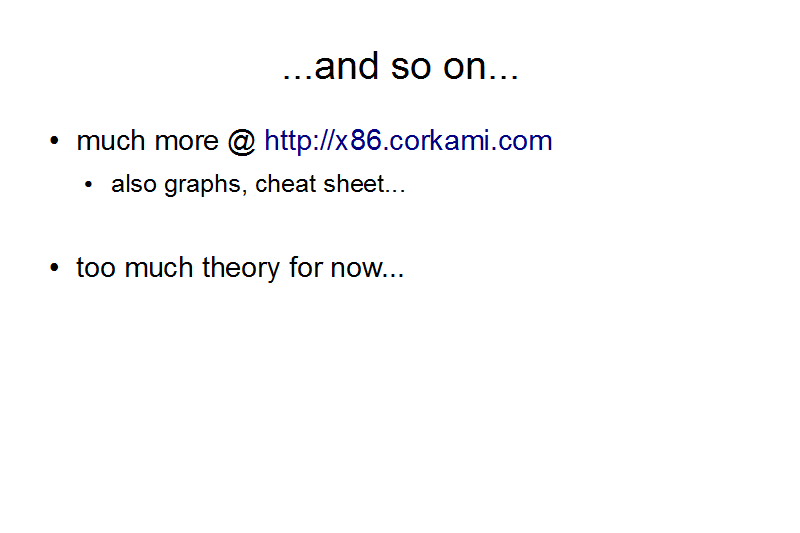 ...and so on...
• much more @ http://x86.corkami.com
• also graphs, cheat sheet...
• too much theory for now...